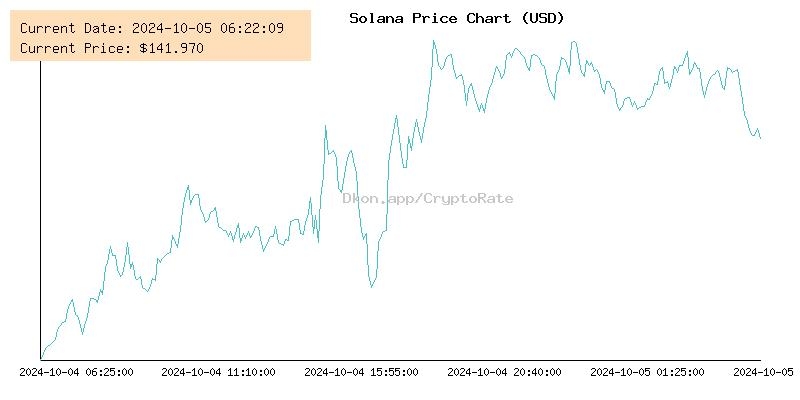 Solana Price Chart (USD)
Current Date: 2024-10-05 06:22:09
Current Price: $141.970
Dkon.app/CryptoRate
2024-10-04 06:25:00 2024-10-04 11:10:00 2024-10-04 15:55:00 2024-10-04 20:40:00 2024-10-05 01:25:00 2024-10-05